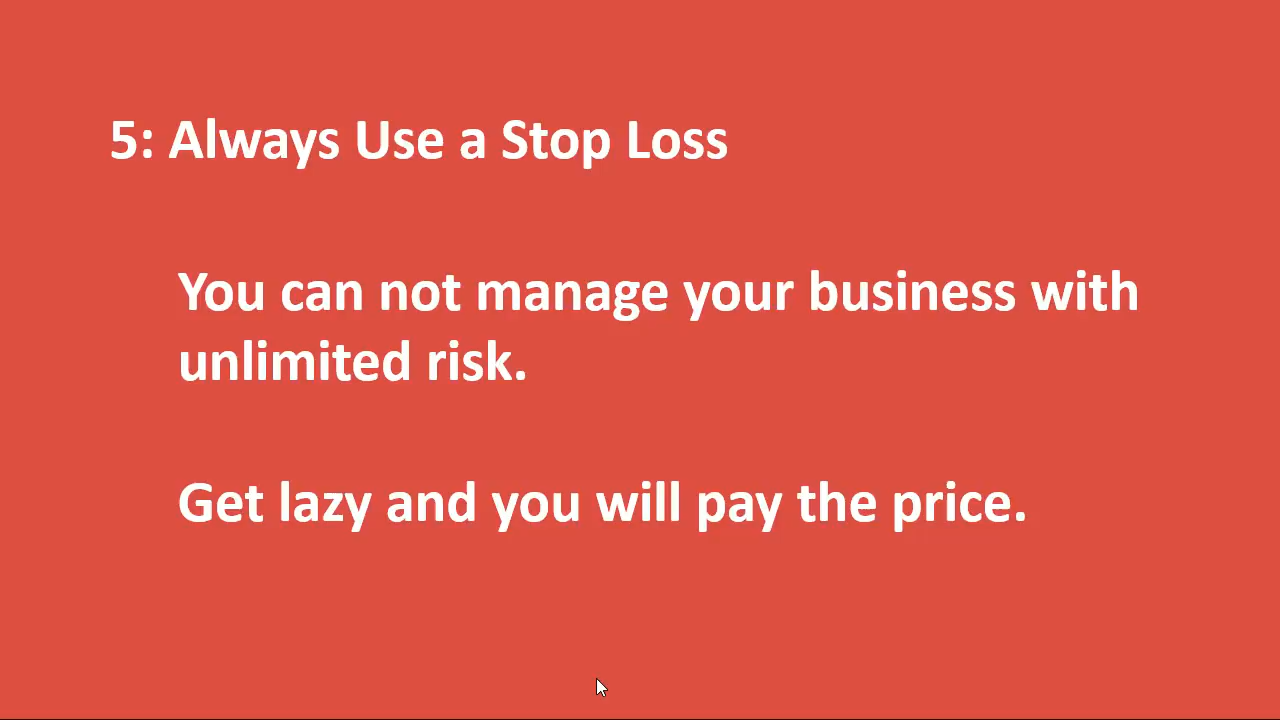 5: Always Use a Stop Loss
You can not manage your business with
unlimited risk.
Get lazy and you will pay the price.